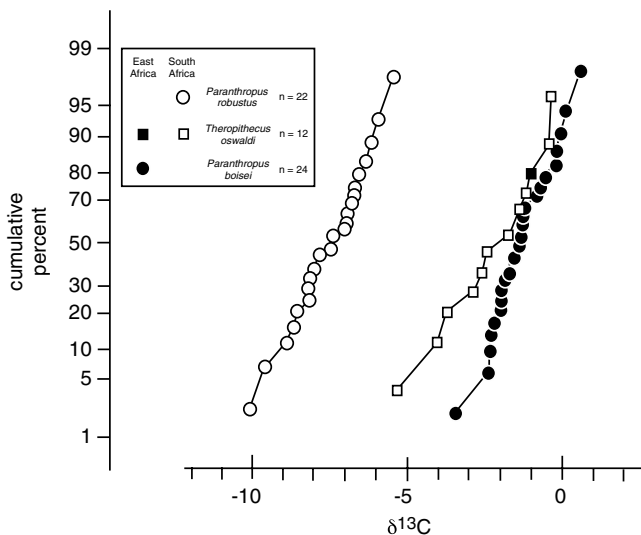 99
95
90
80
70
50
30
20
10
5
1
cumulative
percent
East
Africa
South
Africa
Paranthropus
robustus
n = 22
Theropithecus
oswaldi
n = 12
Paranthropus
boisei
n = 24
-10
-5
0
δ13C